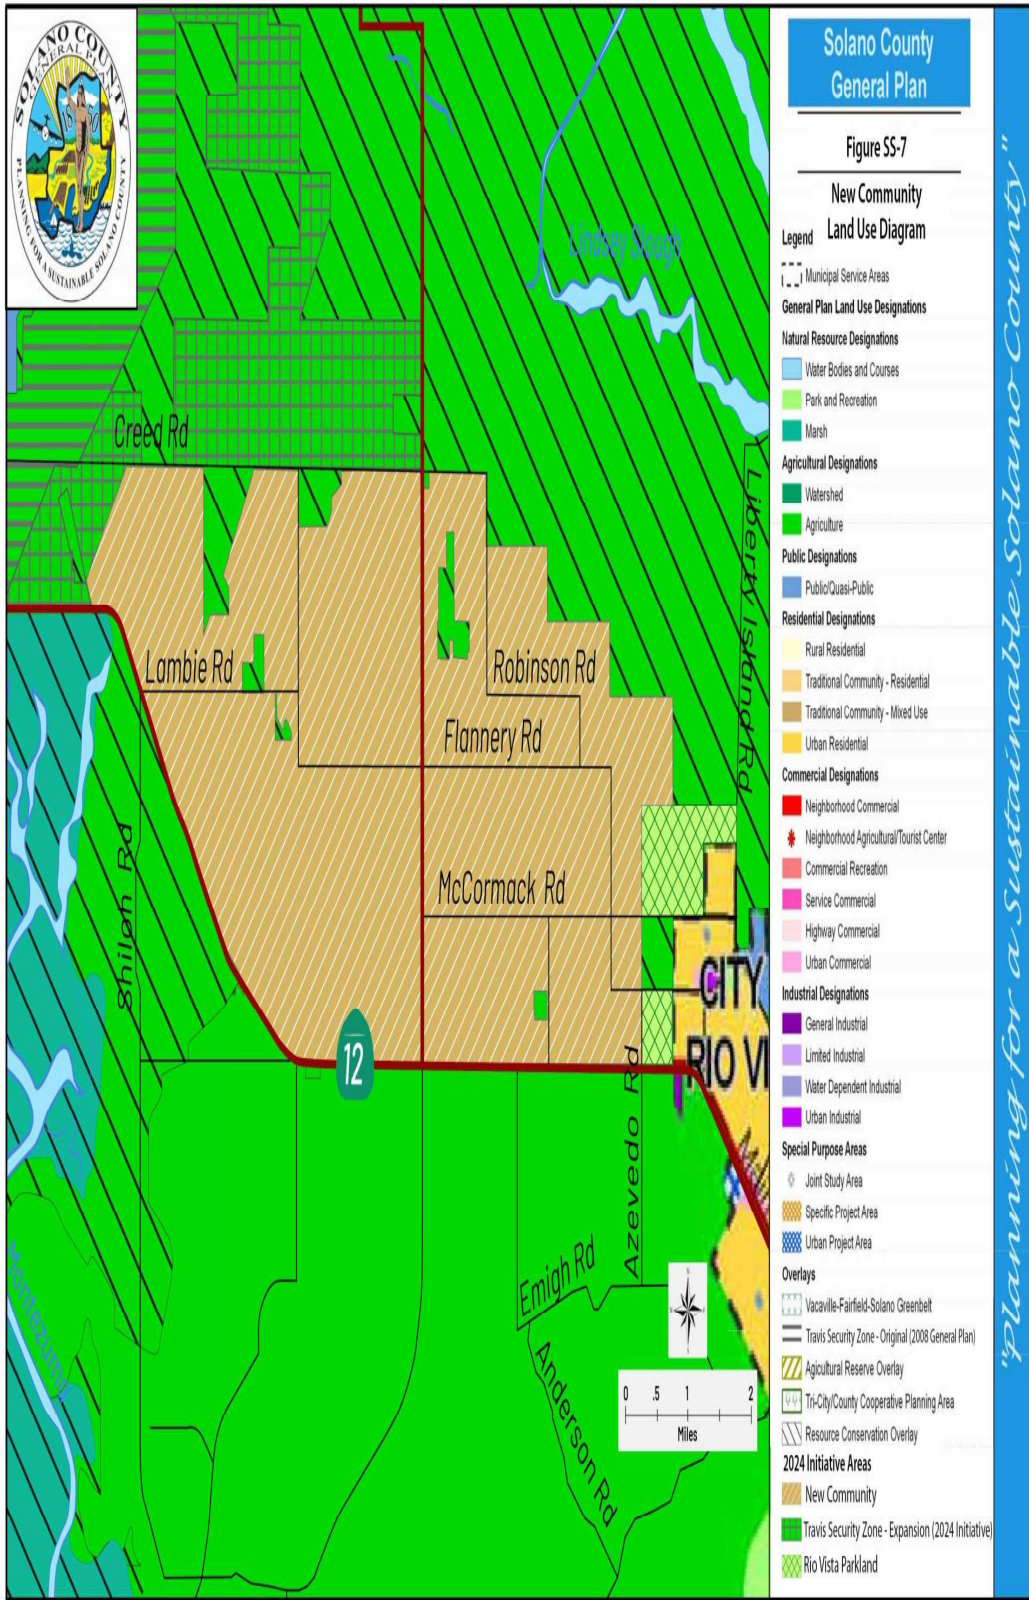 SOLANO COUNTY
GENERAL PLAN
1850
PLANNING FOR A SUSTAINABLE SOLANO COUNTY
Lindsey Slough
Creed Rd
Liberty Island Rd
Lambie Rd
Robinson Rd
Flannery Rd
McCormack Rd
Shiloh Rd
CITY
RIO VI
12
Azevedo Rd
Emigh Rd
Anderson Rd
Montezuma
N
0 .5 1 2
Miles
Solano County
General Plan
Figure SS-7
New Community
Land Use Diagram
Legend
Municipal Service Areas
General Plan Land Use Designations
Natural Resource Designations
Water Bodies and Courses
Park and Recreation
Marsh
Agricultural Designations
Watershed
Agriculture
Public Designations
Public/Quasi-Public
Residential Designations
Rural Residential
Traditional Community - Residential
Traditional Community - Mixed Use
Urban Residential
Commercial Designations
Neighborhood Commercial
Neighborhood Agricultural/Tourist Center
Commercial Recreation
Service Commercial
Highway Commercial
Urban Commercial
Industrial Designations
General Industrial
Limited Industrial
Water Dependent Industrial
Urban Industrial
Special Purpose Areas
Joint Study Area
Specific Project Area
Urban Project Area
Overlays
Vacaville-Fairfield-Solano Greenbelt
Travis Security Zone - Original (2008 General Plan)
Agicultural Reserve Overlay
Tri-City/County Cooperative Planning Area
Resource Conservation Overlay
2024 Initiative Areas
New Community
Travis Security Zone - Expansion (2024 Initiative)
Rio Vista Parkland
"Planning for a Sustainable Solano County"